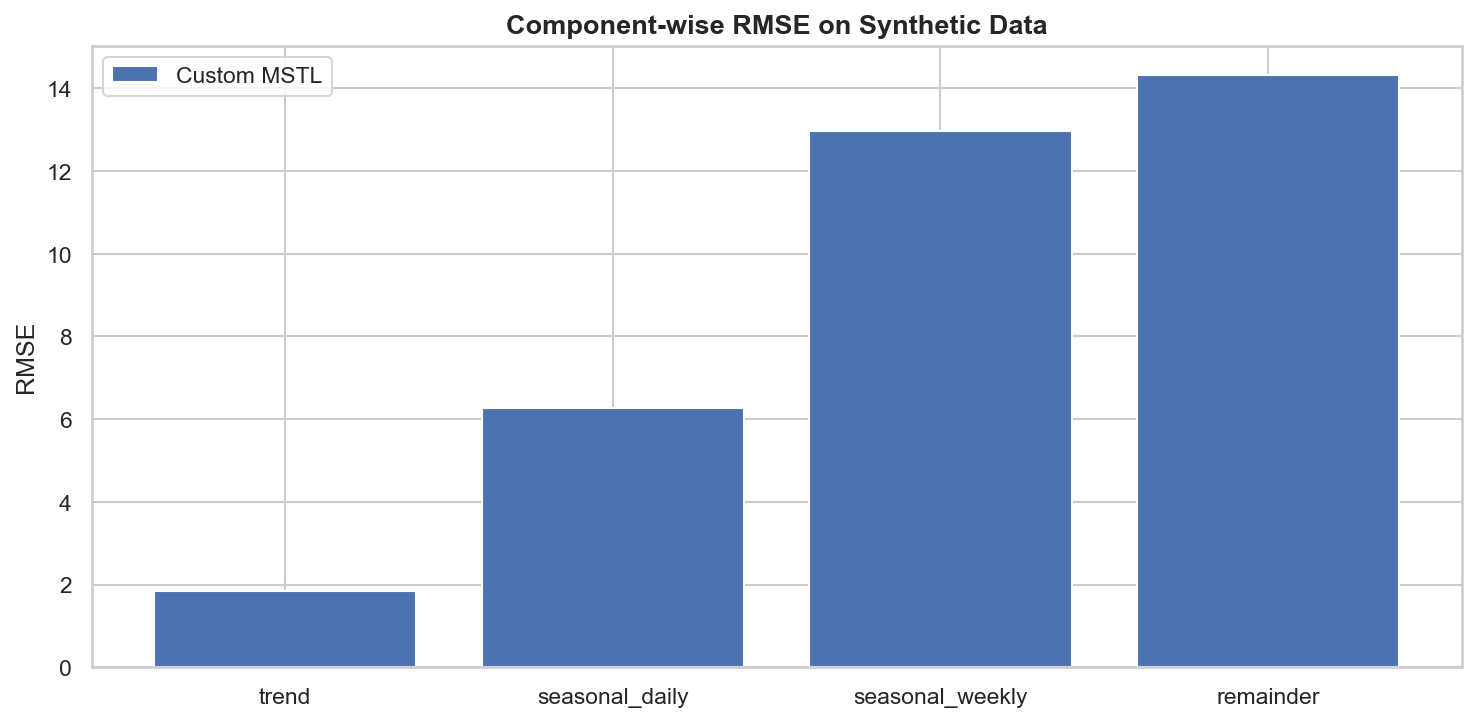 Component-wise RMSE on Synthetic Data
Custom MSTL
14
12
10
8
6
4
2
0
RMSE
trend
seasonal_daily
seasonal_weekly
remainder